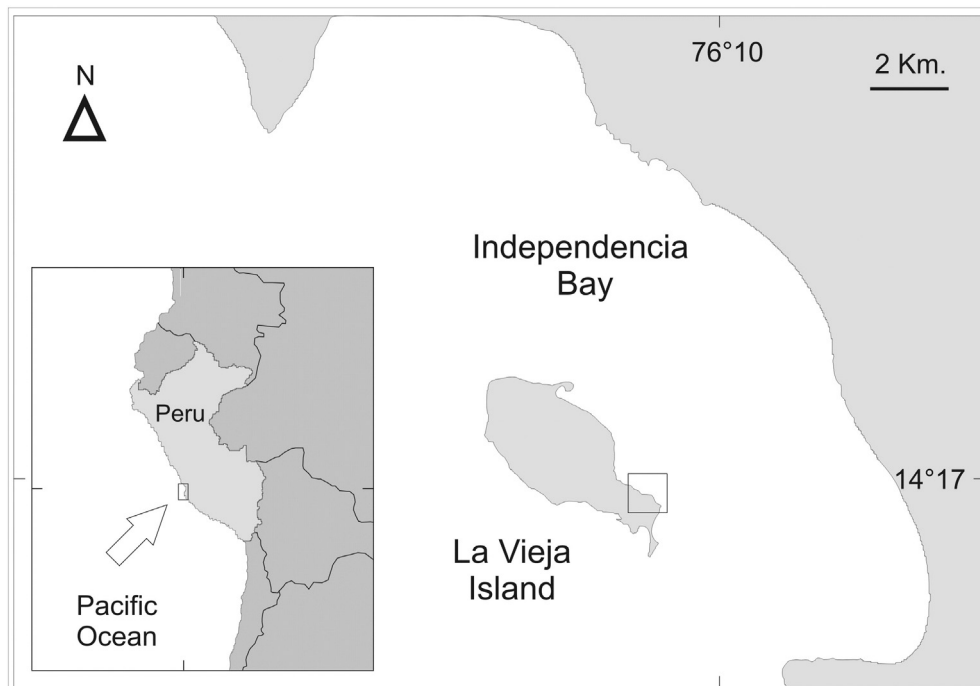 76°10
2 Km.
N
Independencia
Bay
Peru
14°17
La Vieja
Island
Pacific
Ocean